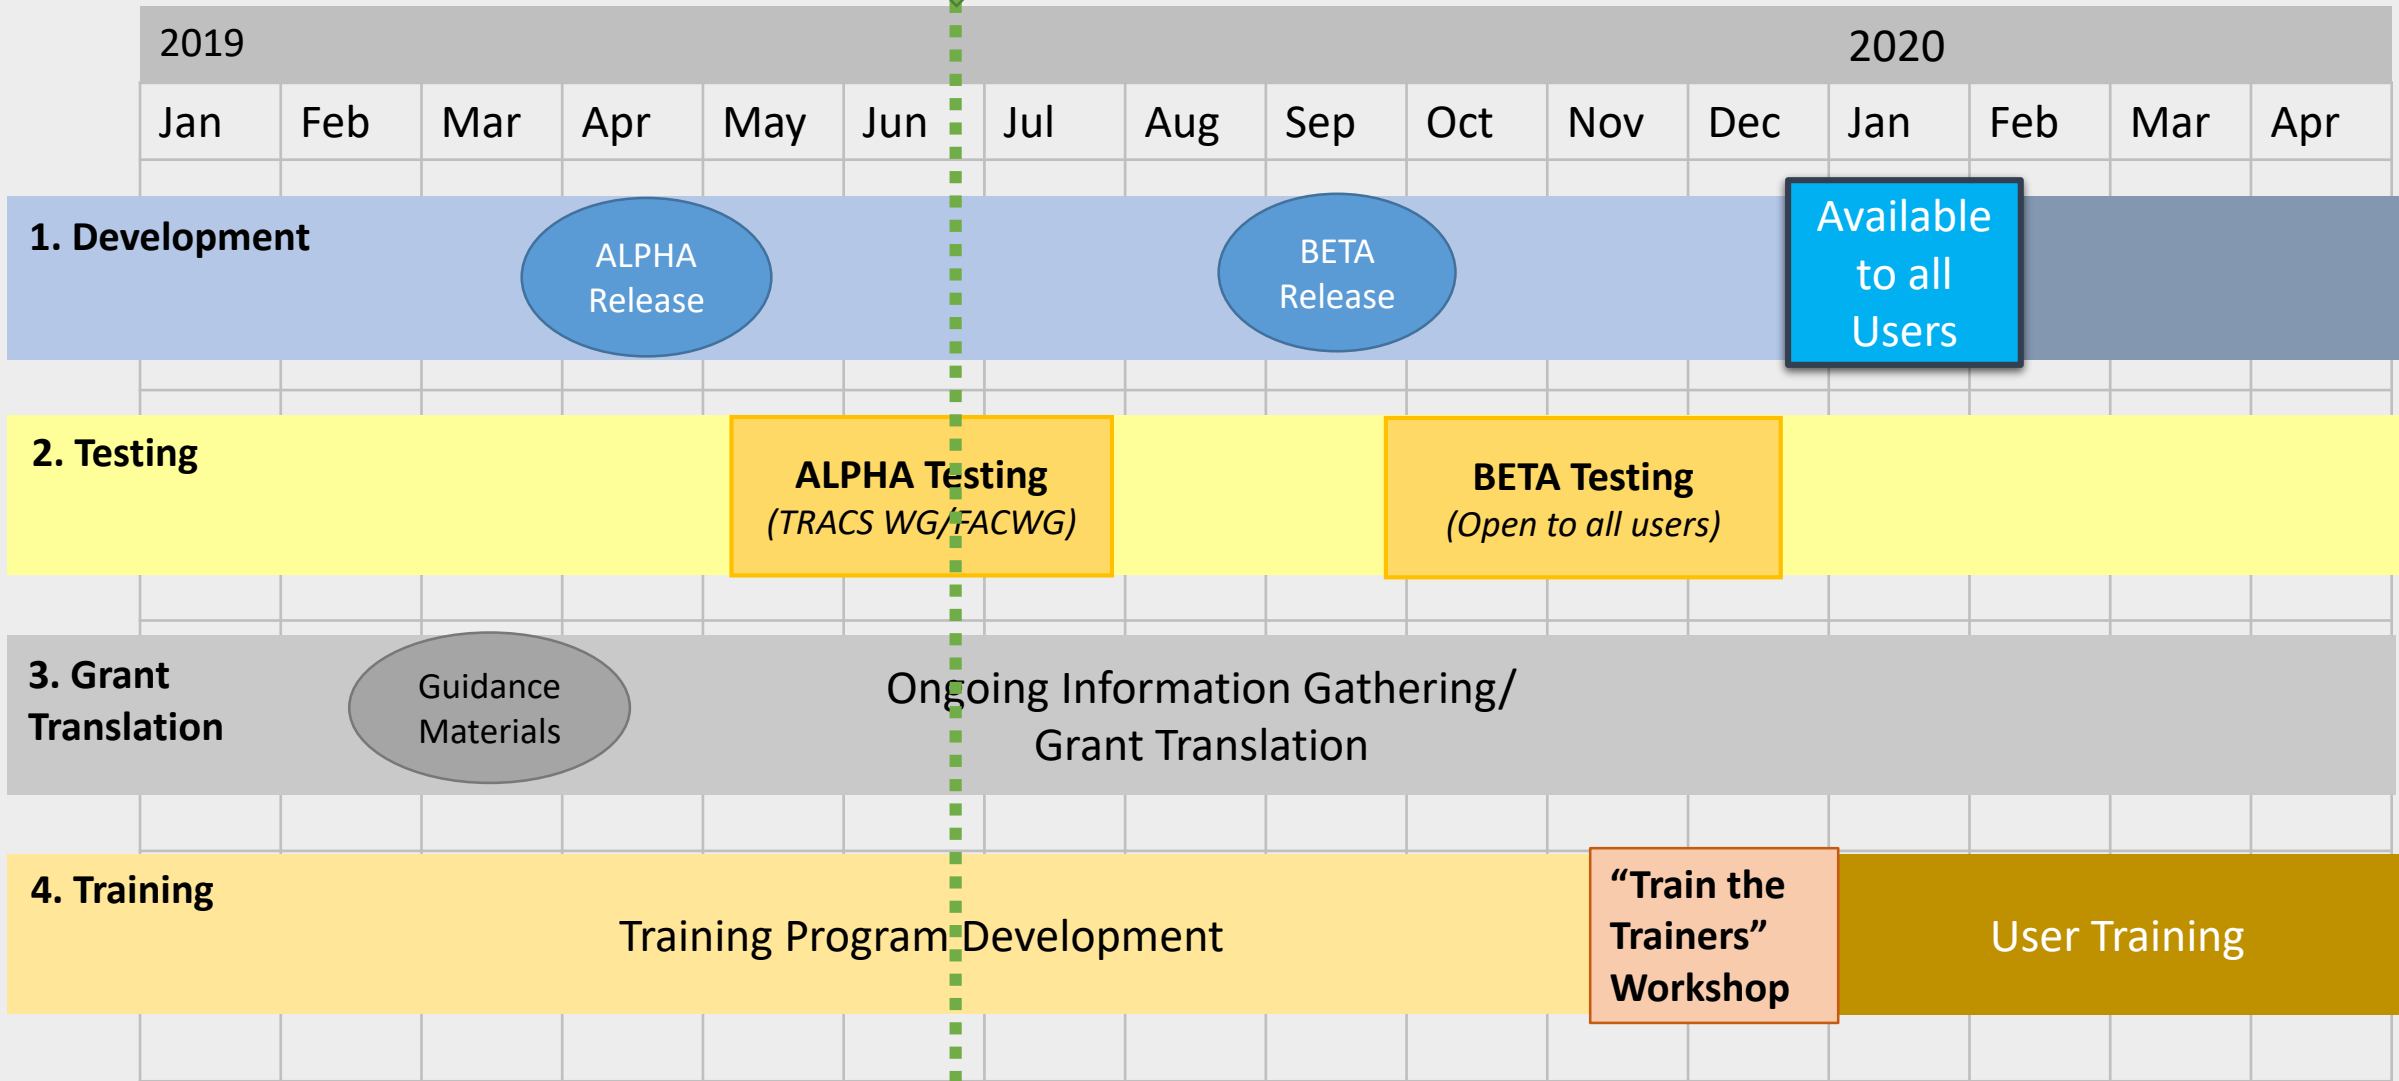 2019
2020
Jan Feb Mar Apr May Jun Jul Aug Sep Oct Nov Dec Jan Feb Mar Apr
1. Development
ALPHA
Release
BETA
Release
Available
to all
Users
2. Testing
ALPHA Testing
(TRACS WG/FACWG)
BETA Testing
(Open to all users)
3. Grant
Translation
Guidance
Materials
Ongoing Information Gathering/
Grant Translation
4. Training
Training Program Development
“Train the
Trainers”
Workshop
User Training